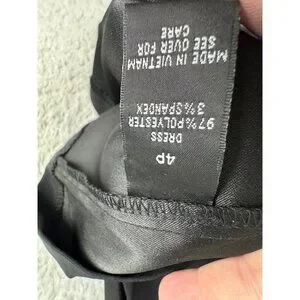 4P
DRESS
97%POLYESTER
3%SPANDEX
MADE IN VIETNAM
SEE OVER FOR
CARE